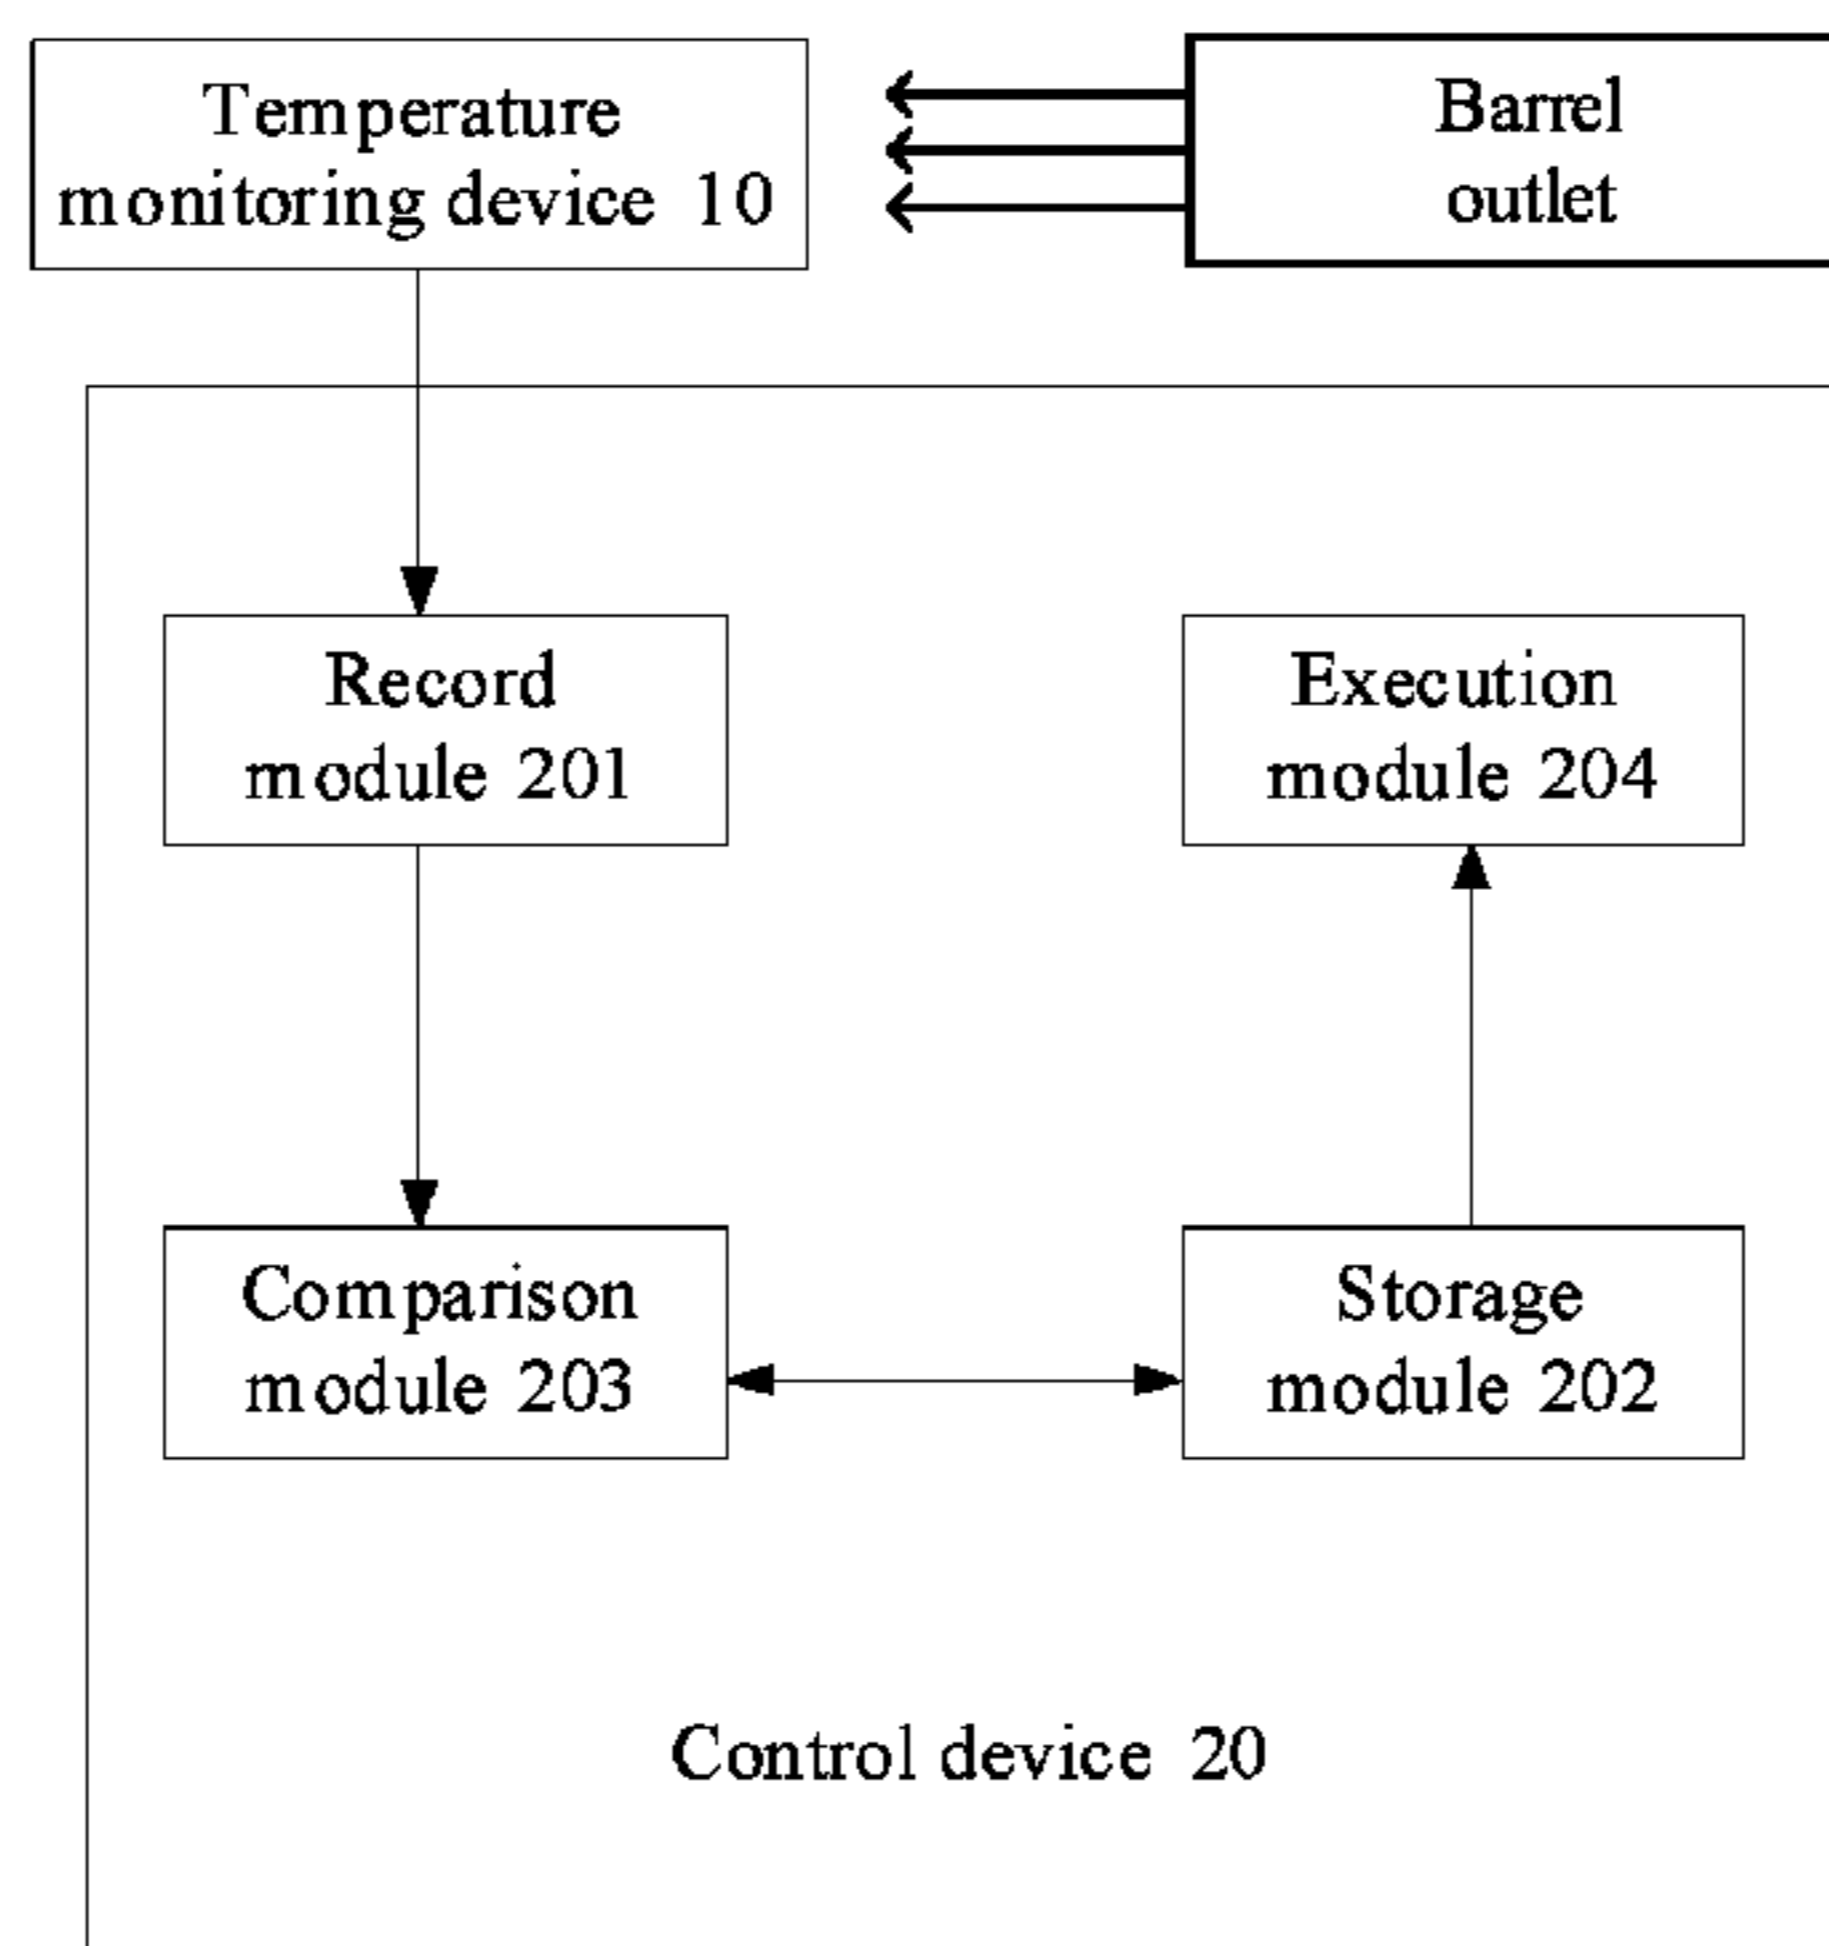 Temperature
monitoring device 10
Barrel
outlet
Record
module 201
Execution
module 204
Comparison
module 203
Storage
module 202
Control device 20